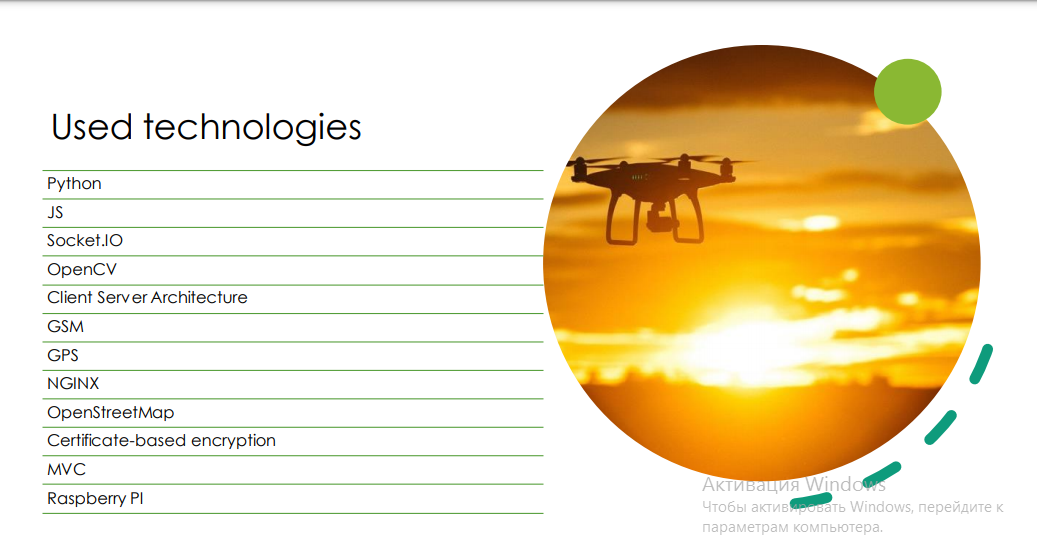 Used technologies
Python
JS
Socket.IO
OpenCV
Client Server Architecture
GSM
GPS
NGINX
OpenStreetMap
Certificate-based encryption
MVC
Raspberry PI
Активация Windows
Чтобы активировать Windows, перейдите к
параметрам компьютера.